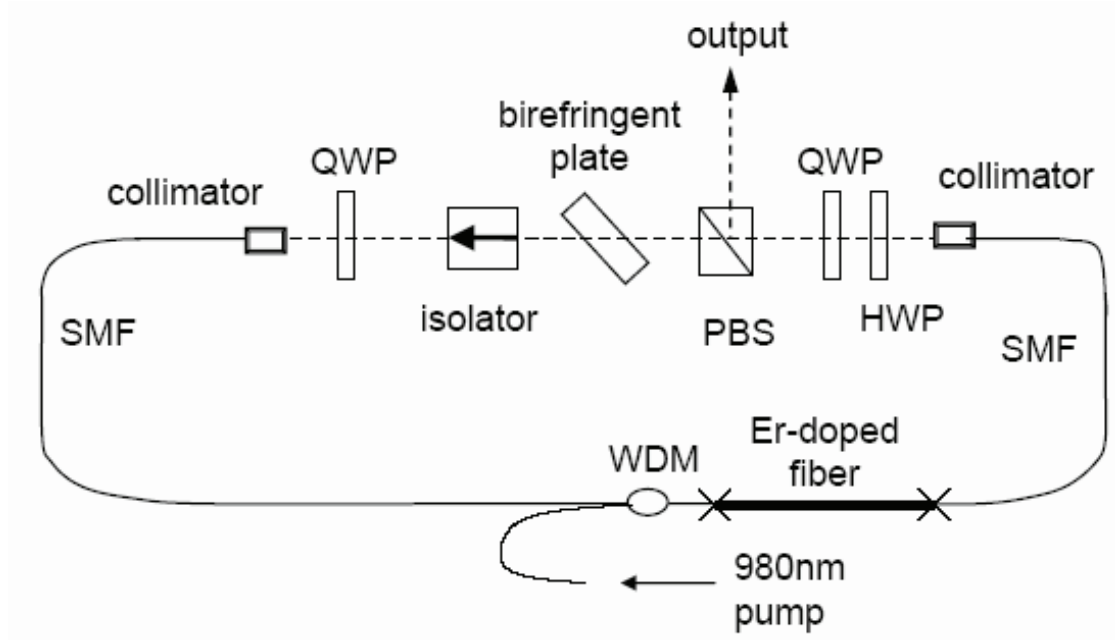 output
birefringent
plate
QWP
QWP
collimator
collimator
isolator
PBS
HWP
SMF
SMF
Er-doped
fiber
WDM
980nm
pump